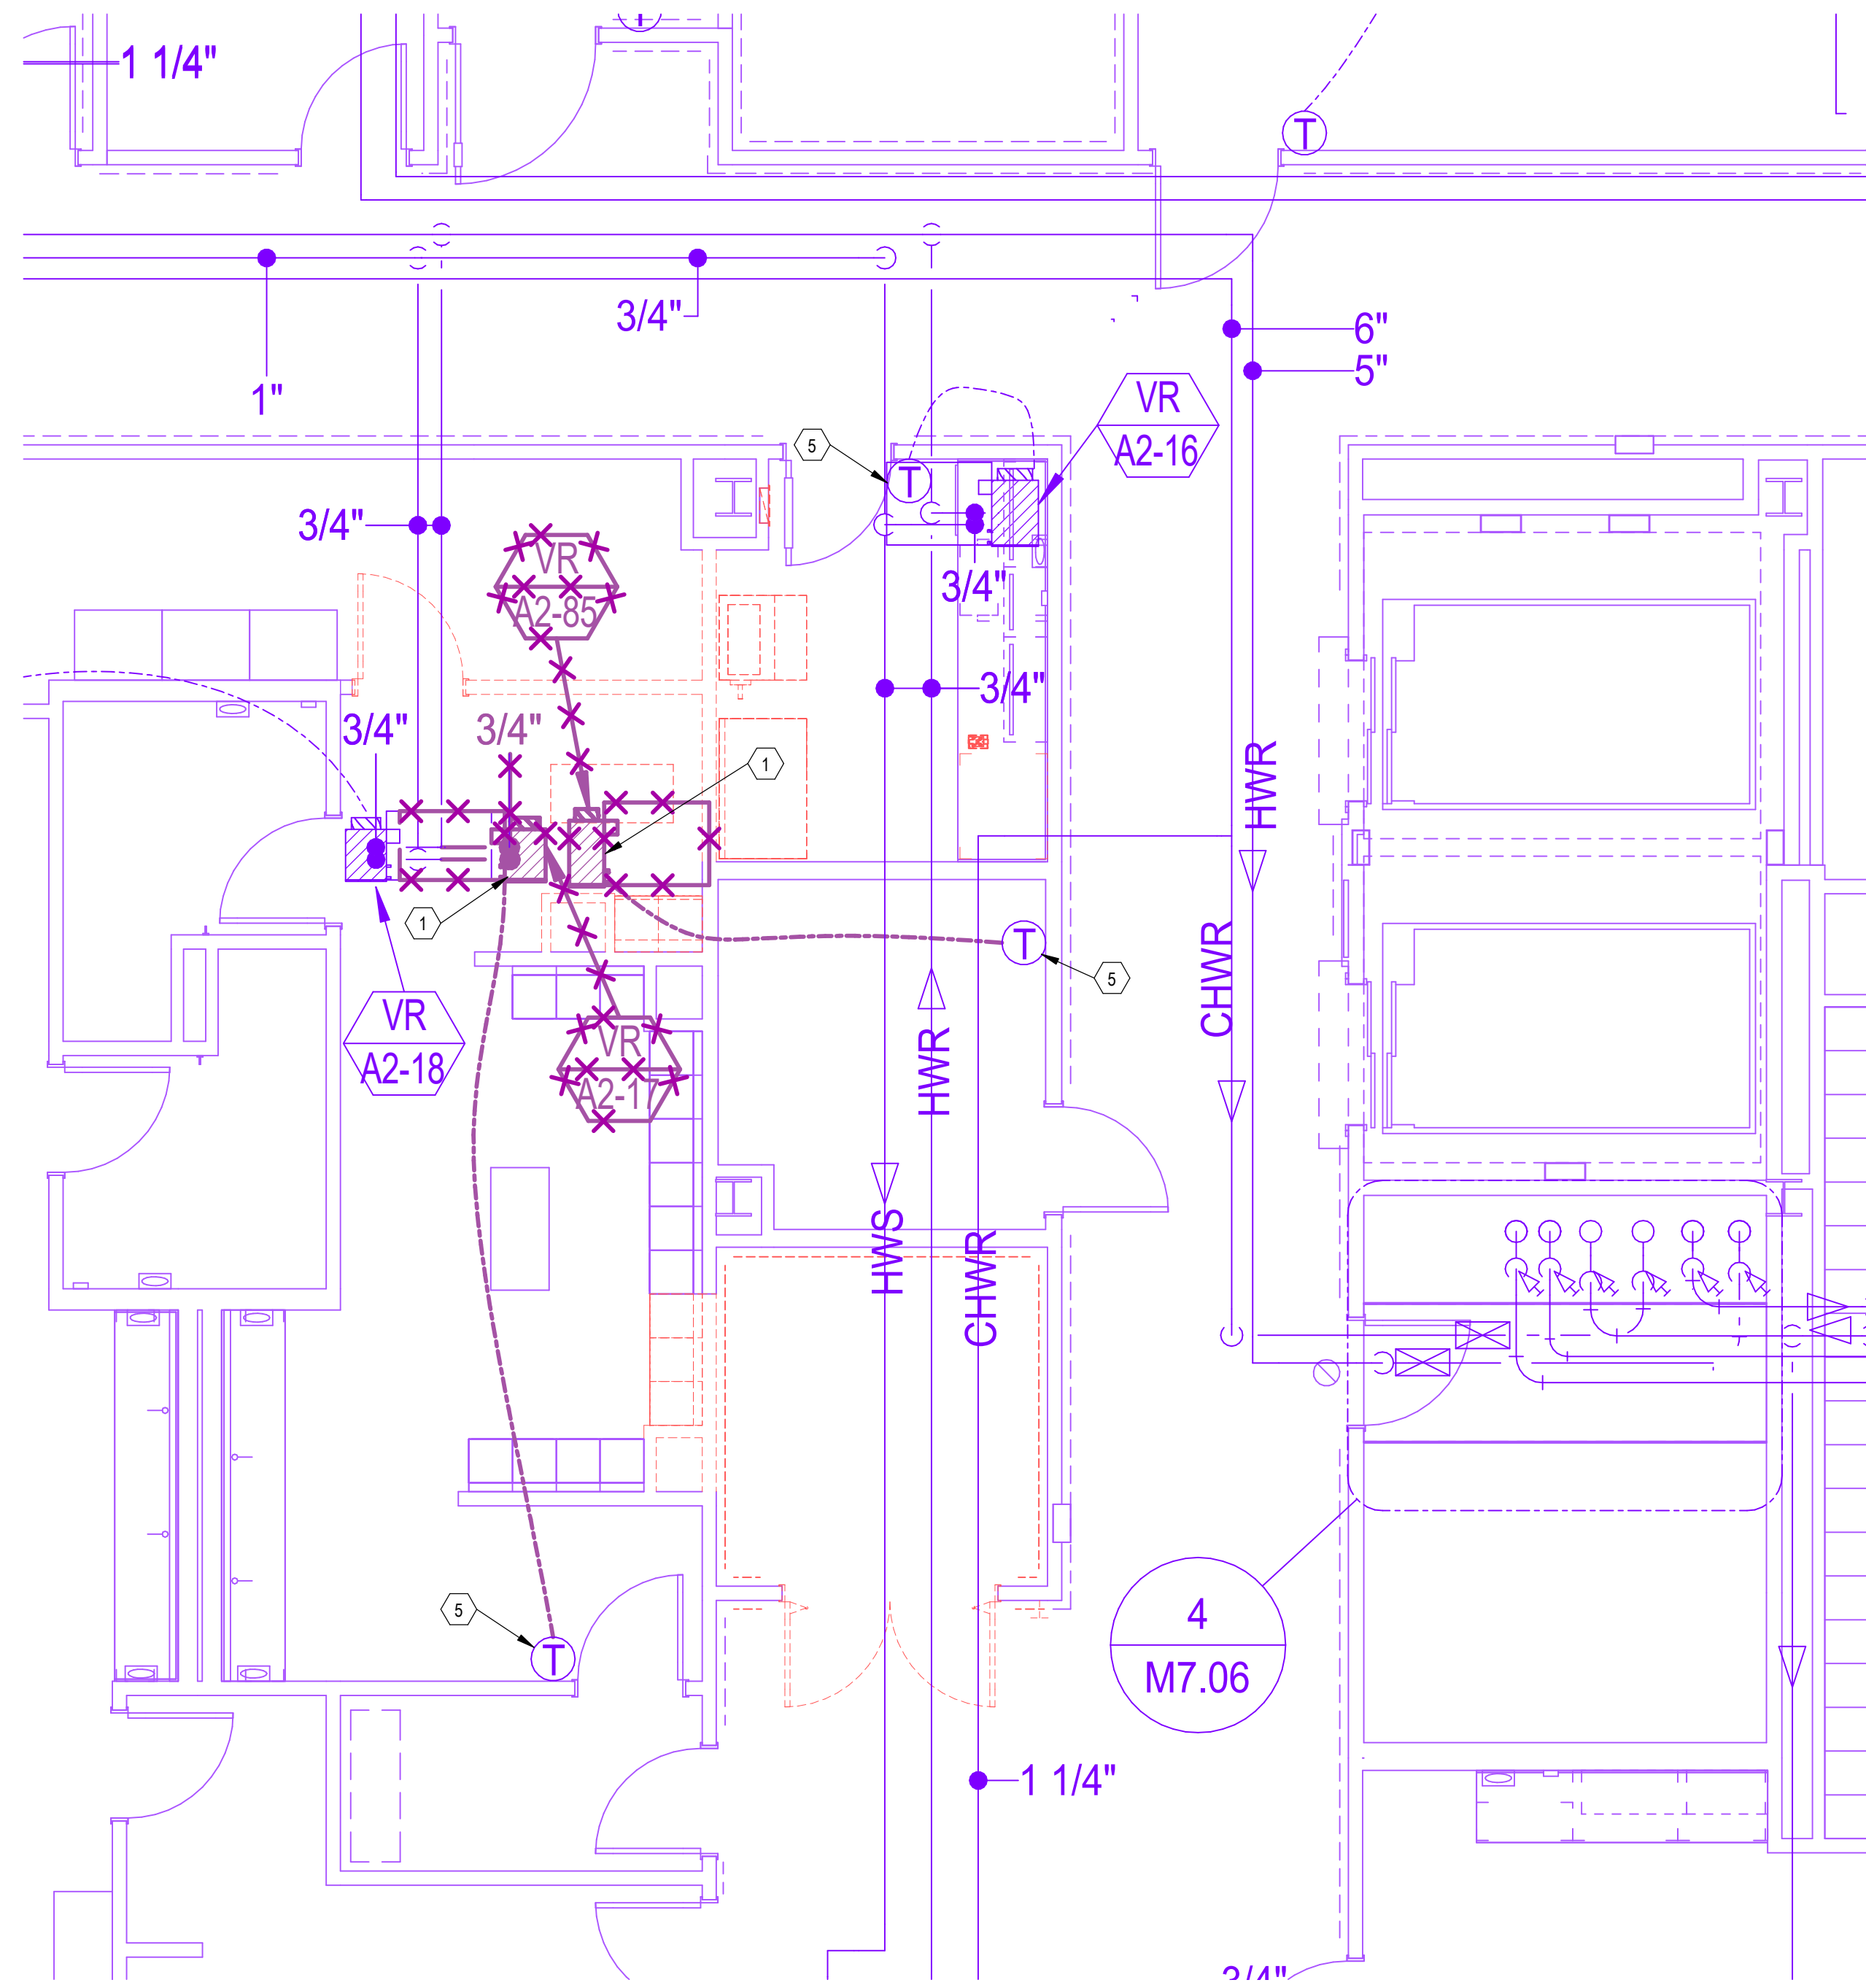 T
1 1/4"
T
3/4"
6"
5"
1"
VR
A2-16
5
T
3/4"
VR
A2-85
3/4"
3/4"
3/4"
3/4"
1
HWR
1
CHWR
T
5
VR
A2-18
VR
A2-17
HWR
HWS
CHWR
5
T
4
M7.06
1 1/4"
3/4"